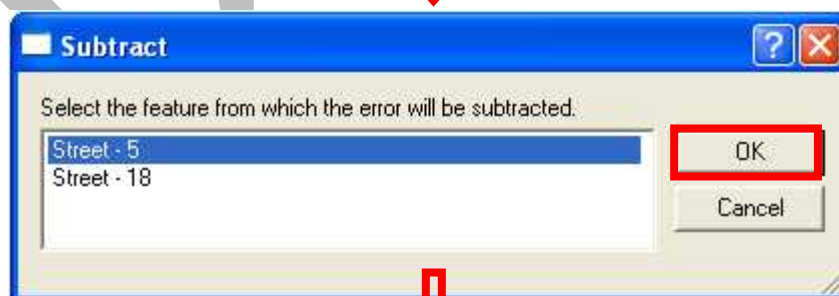 Subtract
Select the feature from which the error will be subtracted.
Street - 5
Street - 18
OK
Cancel